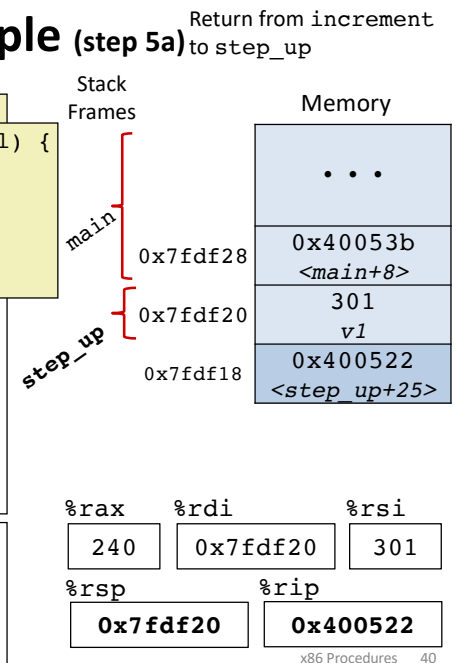 ple (step 5a)
Return from increment
to step_up
l) {
Stack
Frames
Memory
• • •
main
0x7fdf28
0x40053b
<main+8>
step_up
0x7fdf20
301
v1
0x7fdf18
0x400522
<step_up+25>
%rax %rdi %rsi
240 0x7fdf20 301
%rsp %rip
0x7fdf20 0x400522
x86 Procedures 40